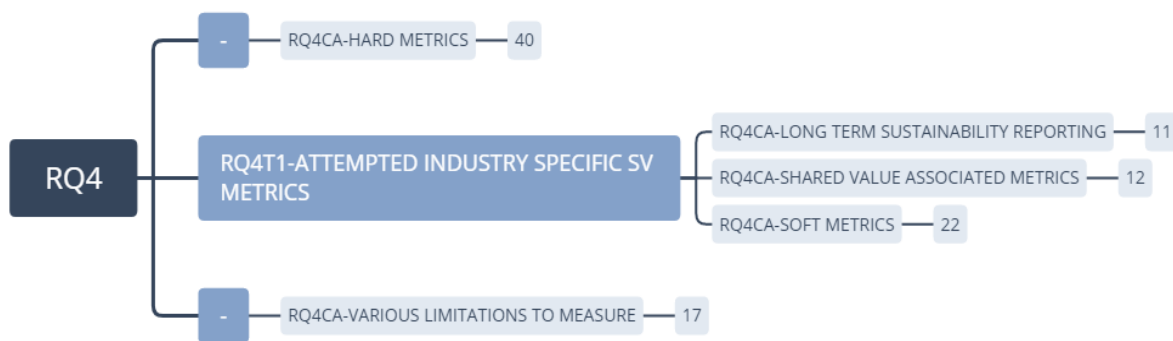 RQ4
-
RQ4CA-HARD METRICS
40
RQ4T1-ATTEMPTED INDUSTRY SPECIFIC SV
METRICS
RQ4CA-LONG TERM SUSTAINABILITY REPORTING
11
RQ4CA-SHARED VALUE ASSOCIATED METRICS
12
RQ4CA-SOFT METRICS
22
-
RQ4CA-VARIOUS LIMITATIONS TO MEASURE
17